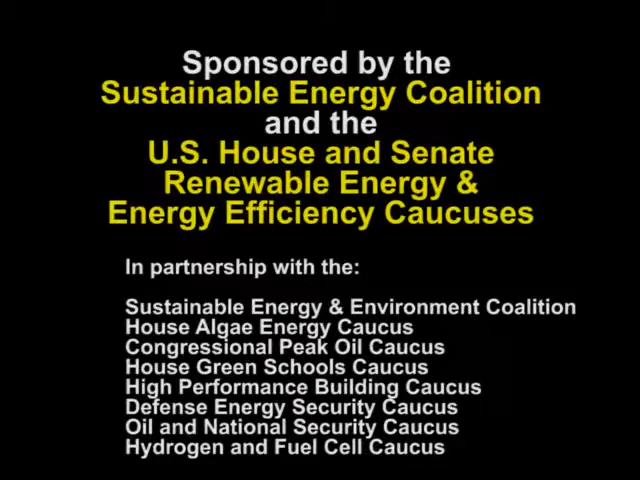 Sponsored by the
Sustainable Energy Coalition
and the
U.S. House and Senate
Renewable Energy &
Energy Efficiency Caucuses
In partnership with the:
Sustainable Energy & Environment Coalition
House Algae Energy Caucus
Congressional Peak Oil Caucus
House Green Schools Caucus
High Performance Building Caucus
Defense Energy Security Caucus
Oil and National Security Caucus
Hydrogen and Fuel Cell Caucus